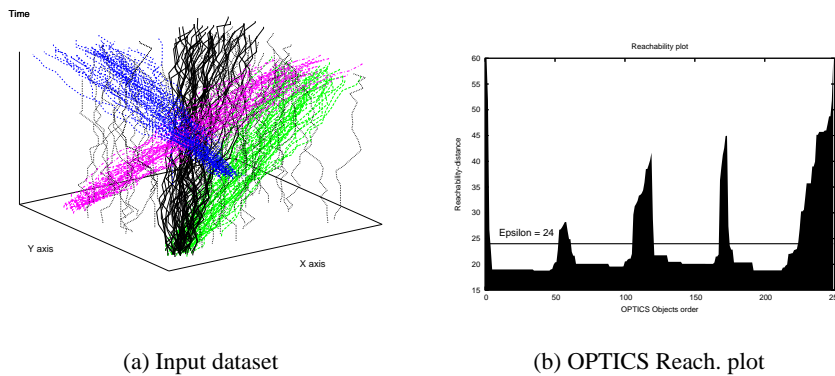 Time
Y axis
X axis
Reachability plot
Reachability-distance
60
55
50
45
40
35
30
25
20
15
Epsilon = 24
0
50
100
150
200
25
OPTICS Objects order
(a) Input dataset
(b) OPTICS Reach. plot